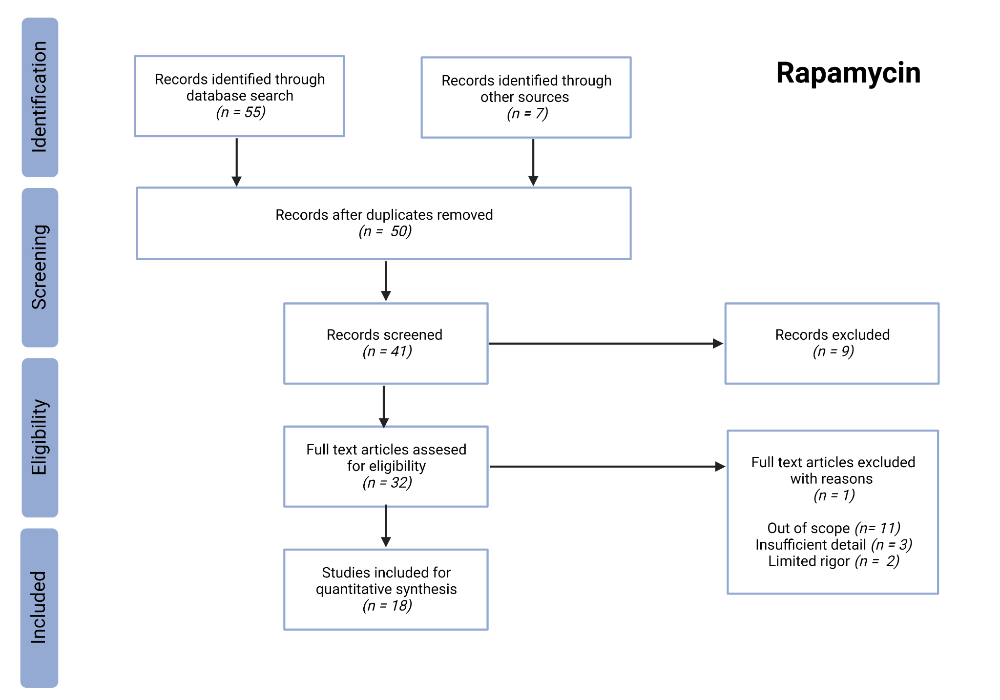 Identification
Rapamycin
Records identified through
database search
(n = 55)
Records identified through
other sources
(n = 7)
Screening
Records after duplicates removed
(n =  50)
Records screened
(n = 41)
Records excluded
(n = 9)
Eligibility
Full text articles assesed
for eligibility
(n = 32)
Full text articles excluded
with reasons
(n = 1)
Out of scope (n= 11)
Insufficient detail (n = 3)
Limited rigor (n =  2)
Included
Studies included for
quantitative synthesis
(n = 18)